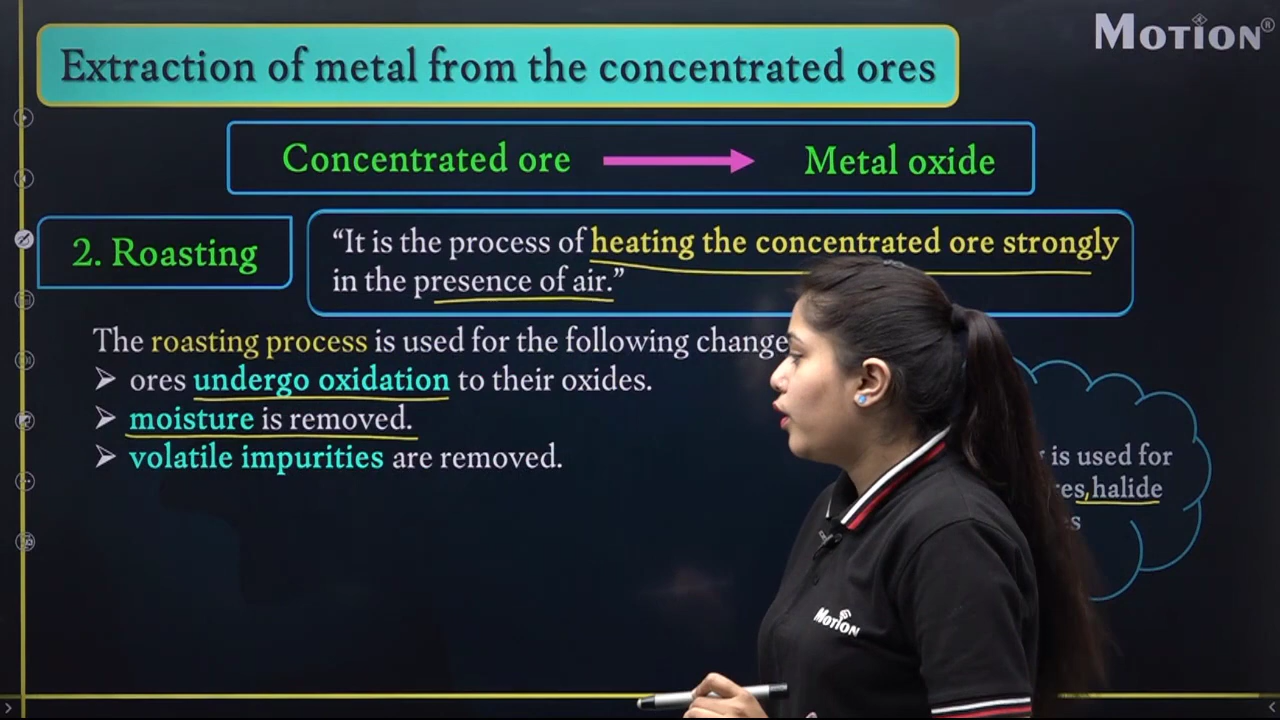 MOTION®
Extraction of metal from the concentrated ores
Concentrated ore
Metal oxide
2. Roasting
“It is the process of heating the concentrated ore strongly
in the presence of air.”
The roasting process is used for the following change
➢ ores undergo oxidation to their oxides.
➢ moisture is removed.
➢ volatile impurities are removed.
is used for
,halide
MOTION